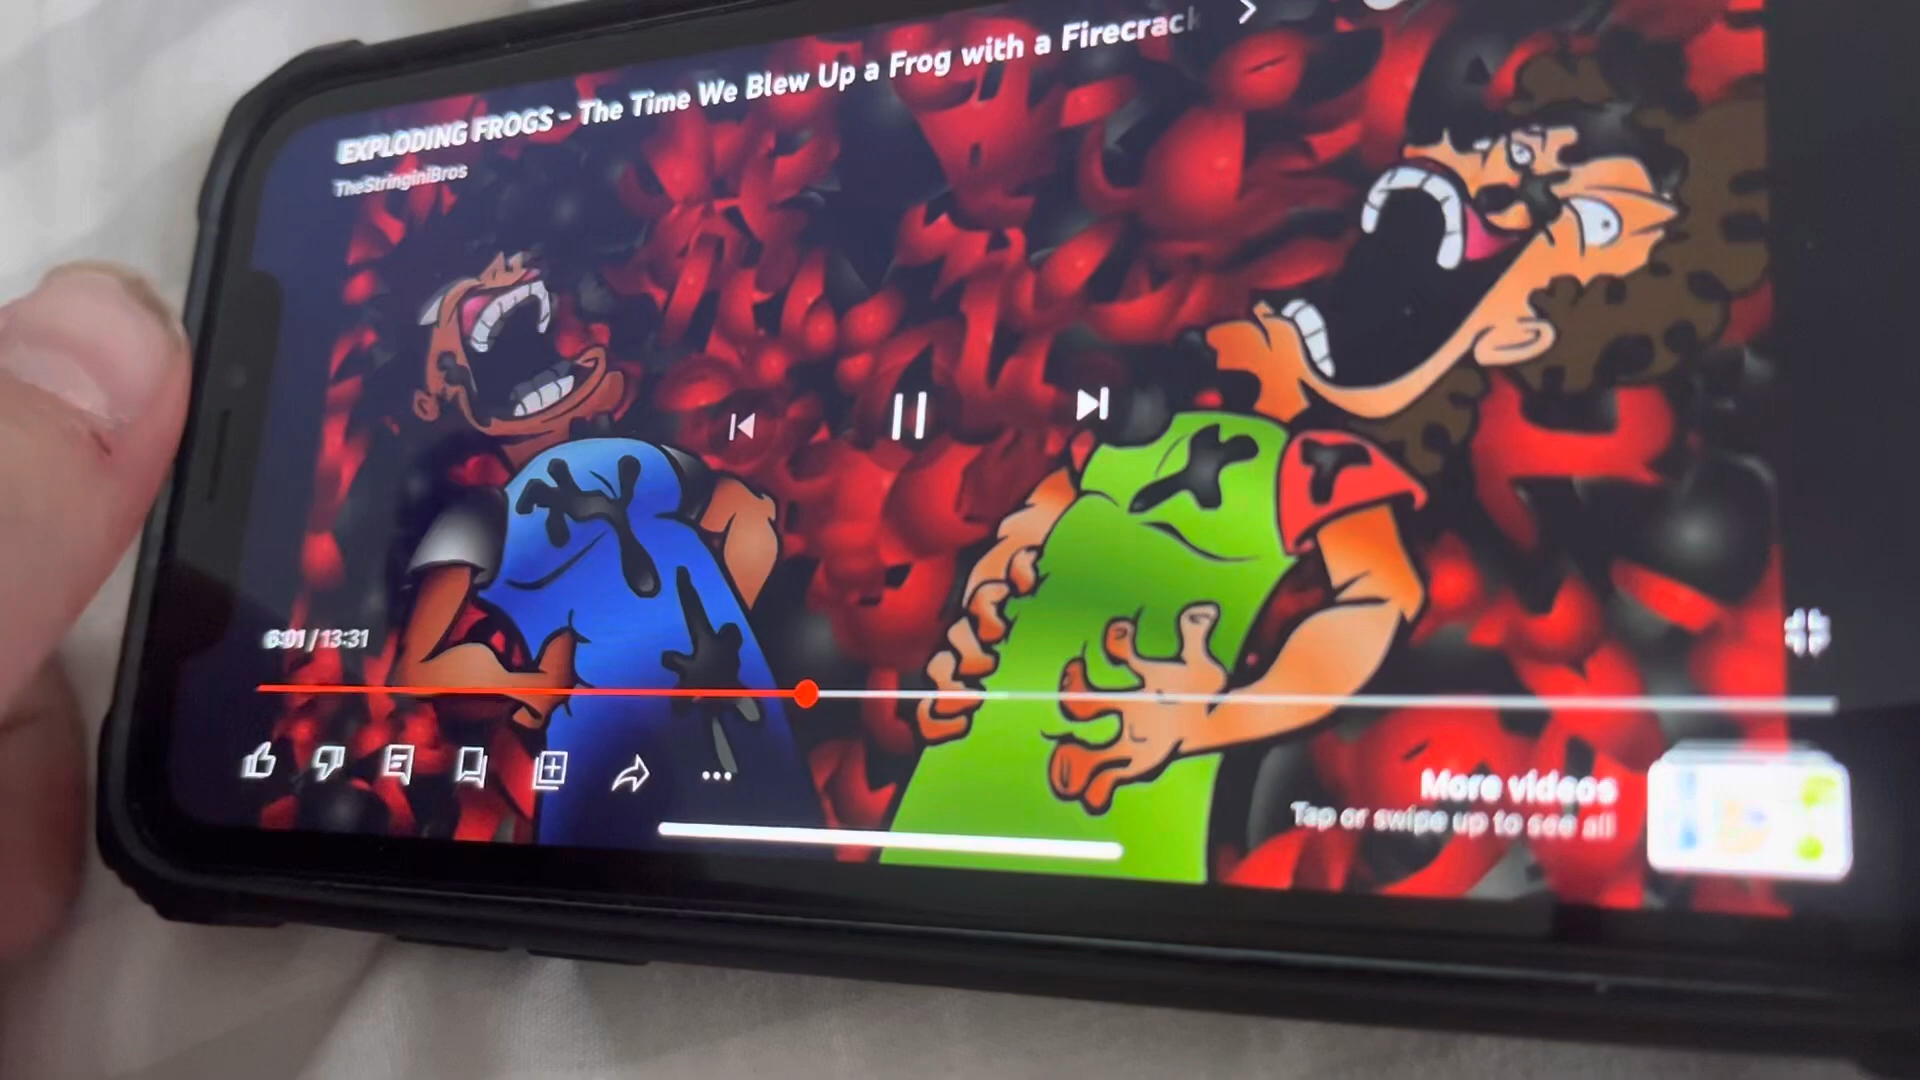 EXPLODING FROGS - The Time We Blew Up a Frog with a Firecrack
TheStringiniBros
6:01 / 13:31
More videos
Tap or swipe up to see all